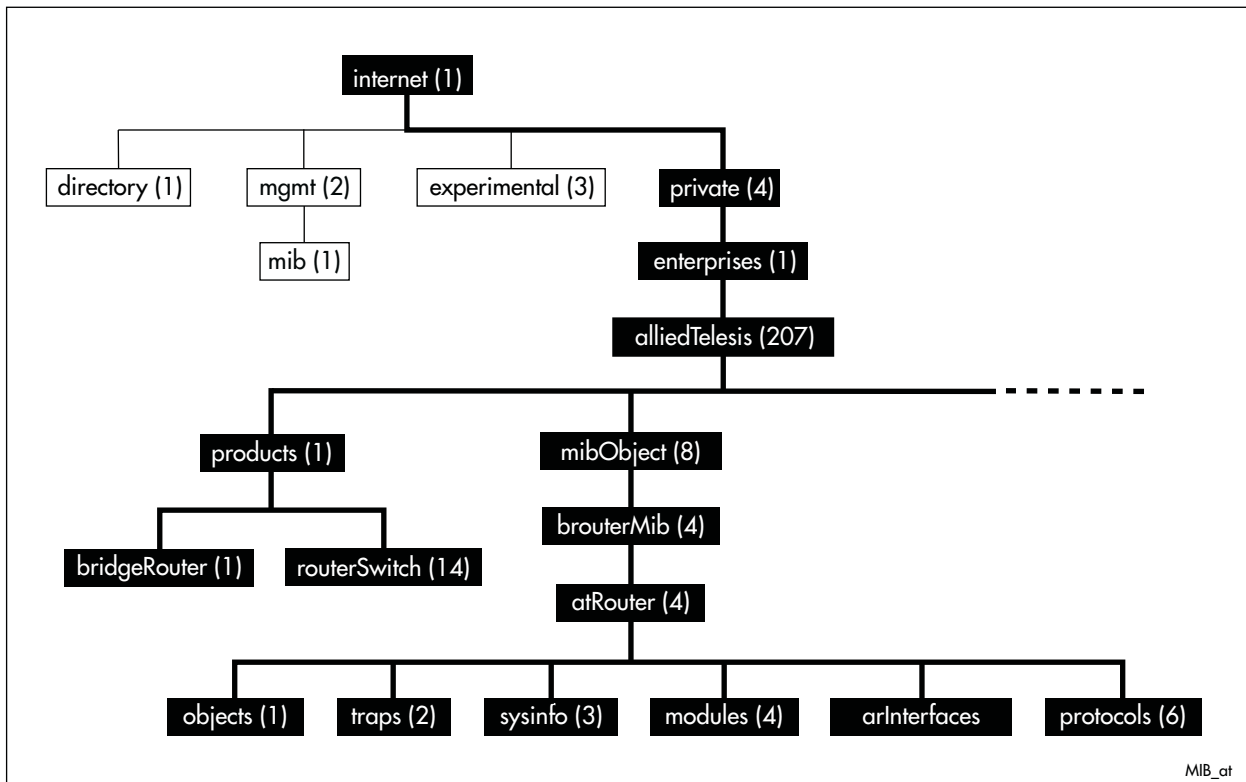 internet (1)
directory (1)
mgmt (2)
experimental (3)
private (4)
mib (1)
enterprises (1)
alliedTelesis (207)
products (1)
mibObject (8)
bridgeRouter (1)
routerSwitch (14)
brouterMib (4)
atRouter (4)
objects (1)
traps (2)
sysinfo (3)
modules (4)
arInterfaces
protocols (6)
MIB_at